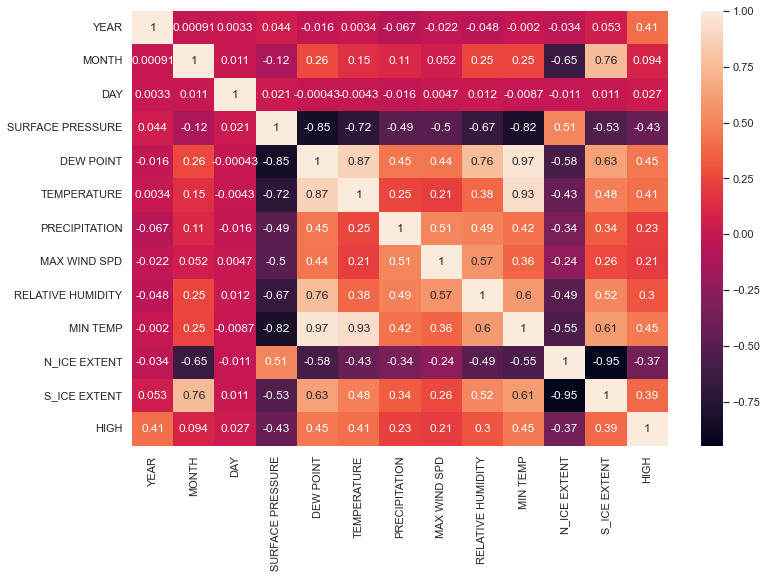 YEAR 1 0.00091 0.0033 0.044 -0.016 0.0034 -0.067 -0.022 -0.048 -0.002 -0.034 0.053 0.41
MONTH 0.00091 1 0.011 -0.12 0.26 0.15 0.11 0.052 0.25 0.25 -0.65 0.76 0.094
DAY 0.0033 0.011 1 0.021 -0.00043 -0.0043 -0.016 0.0047 0.012 -0.0087 -0.011 0.011 0.027
SURFACE PRESSURE 0.044 -0.12 0.021 1 -0.85 -0.72 -0.49 -0.5 -0.67 -0.82 0.51 -0.53 -0.43
DEW POINT -0.016 0.26 -0.00043 -0.85 1 0.87 0.45 0.44 0.76 0.97 -0.58 0.63 0.45
TEMPERATURE 0.0034 0.15 -0.0043 -0.72 0.87 1 0.25 0.21 0.38 0.93 -0.43 0.48 0.41
PRECIPITATION -0.067 0.11 -0.016 -0.49 0.45 0.25 1 0.51 0.49 0.42 -0.34 0.34 0.23
MAX WIND SPD -0.022 0.052 0.0047 -0.5 0.44 0.21 0.51 1 0.57 0.36 -0.24 0.26 0.21
RELATIVE HUMIDITY -0.048 0.25 0.012 -0.67 0.76 0.38 0.49 0.57 1 0.6 -0.49 0.52 0.3
MIN TEMP -0.002 0.25 -0.0087 -0.82 0.97 0.93 0.42 0.36 0.6 1 -0.55 0.61 0.45
N_ICE EXTENT -0.034 -0.65 -0.011 0.51 -0.58 -0.43 -0.34 -0.24 -0.49 -0.55 1 -0.95 -0.37
S_ICE EXTENT 0.053 0.76 0.011 -0.53 0.63 0.48 0.34 0.26 0.52 0.61 -0.95 1 0.39
HIGH 0.41 0.094 0.027 -0.43 0.45 0.41 0.23 0.21 0.3 0.45 -0.37 0.39 1
YEAR
MONTH
DAY
SURFACE PRESSURE
DEW POINT
TEMPERATURE
PRECIPITATION
MAX WIND SPD
RELATIVE HUMIDITY
MIN TEMP
N_ICE EXTENT
S_ICE EXTENT
HIGH
1.00
0.75
0.50
0.25
0.00
−0.25
−0.50
−0.75